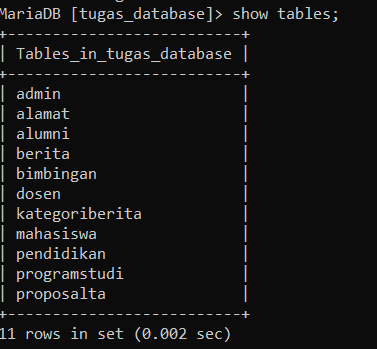 MariaDB [tugas_database]> show tables;
+--------------------------+
| Tables_in_tugas_database |
+--------------------------+
| admin                    |
| alamat                   |
| alumni                   |
| berita                   |
| bimbingan                |
| dosen                    |
| kategoriberita           |
| mahasiswa                |
| pendidikan               |
| programstudi             |
| proposalta               |
+--------------------------+
11 rows in set (0.002 sec)